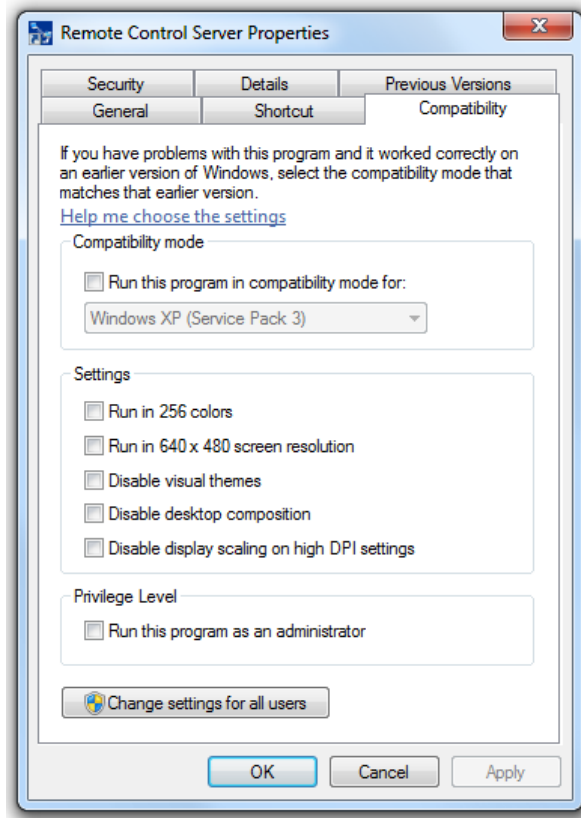 Remote Control Server Properties
Security
Details
Previous Versions
General
Shortcut
Compatibility
If you have problems with this program and it worked correctly on
an earlier version of Windows, select the compatibility mode that
matches that earlier version.
Help me choose the settings
Compatibility mode
Run this program in compatibility mode for:
Windows XP (Service Pack 3)
Settings
Run in 256 colors
Run in 640 x 480 screen resolution
Disable visual themes
Disable desktop composition
Disable display scaling on high DPI settings
Privilege Level
Run this program as an administrator
Change settings for all users
OK
Cancel
Apply